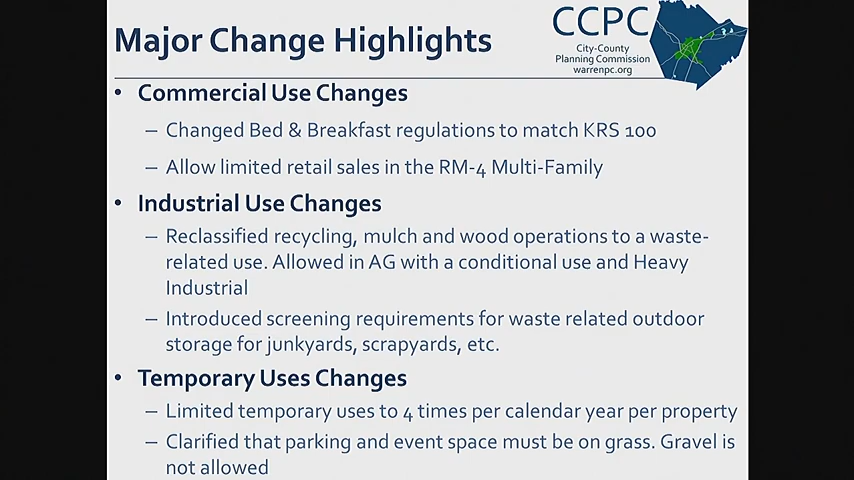 Major Change Highlights
CCPC
City-County
Planning Commission
warrenpc.org
• Commercial Use Changes
– Changed Bed & Breakfast regulations to match KRS 100
– Allow limited retail sales in the RM-4 Multi-Family
• Industrial Use Changes
– Reclassified recycling, mulch and wood operations to a waste-
related use. Allowed in AG with a conditional use and Heavy
Industrial
– Introduced screening requirements for waste related outdoor
storage for junkyards, scrapyards, etc.
• Temporary Uses Changes
– Limited temporary uses to 4 times per calendar year per property
– Clarified that parking and event space must be on grass. Gravel is
not allowed